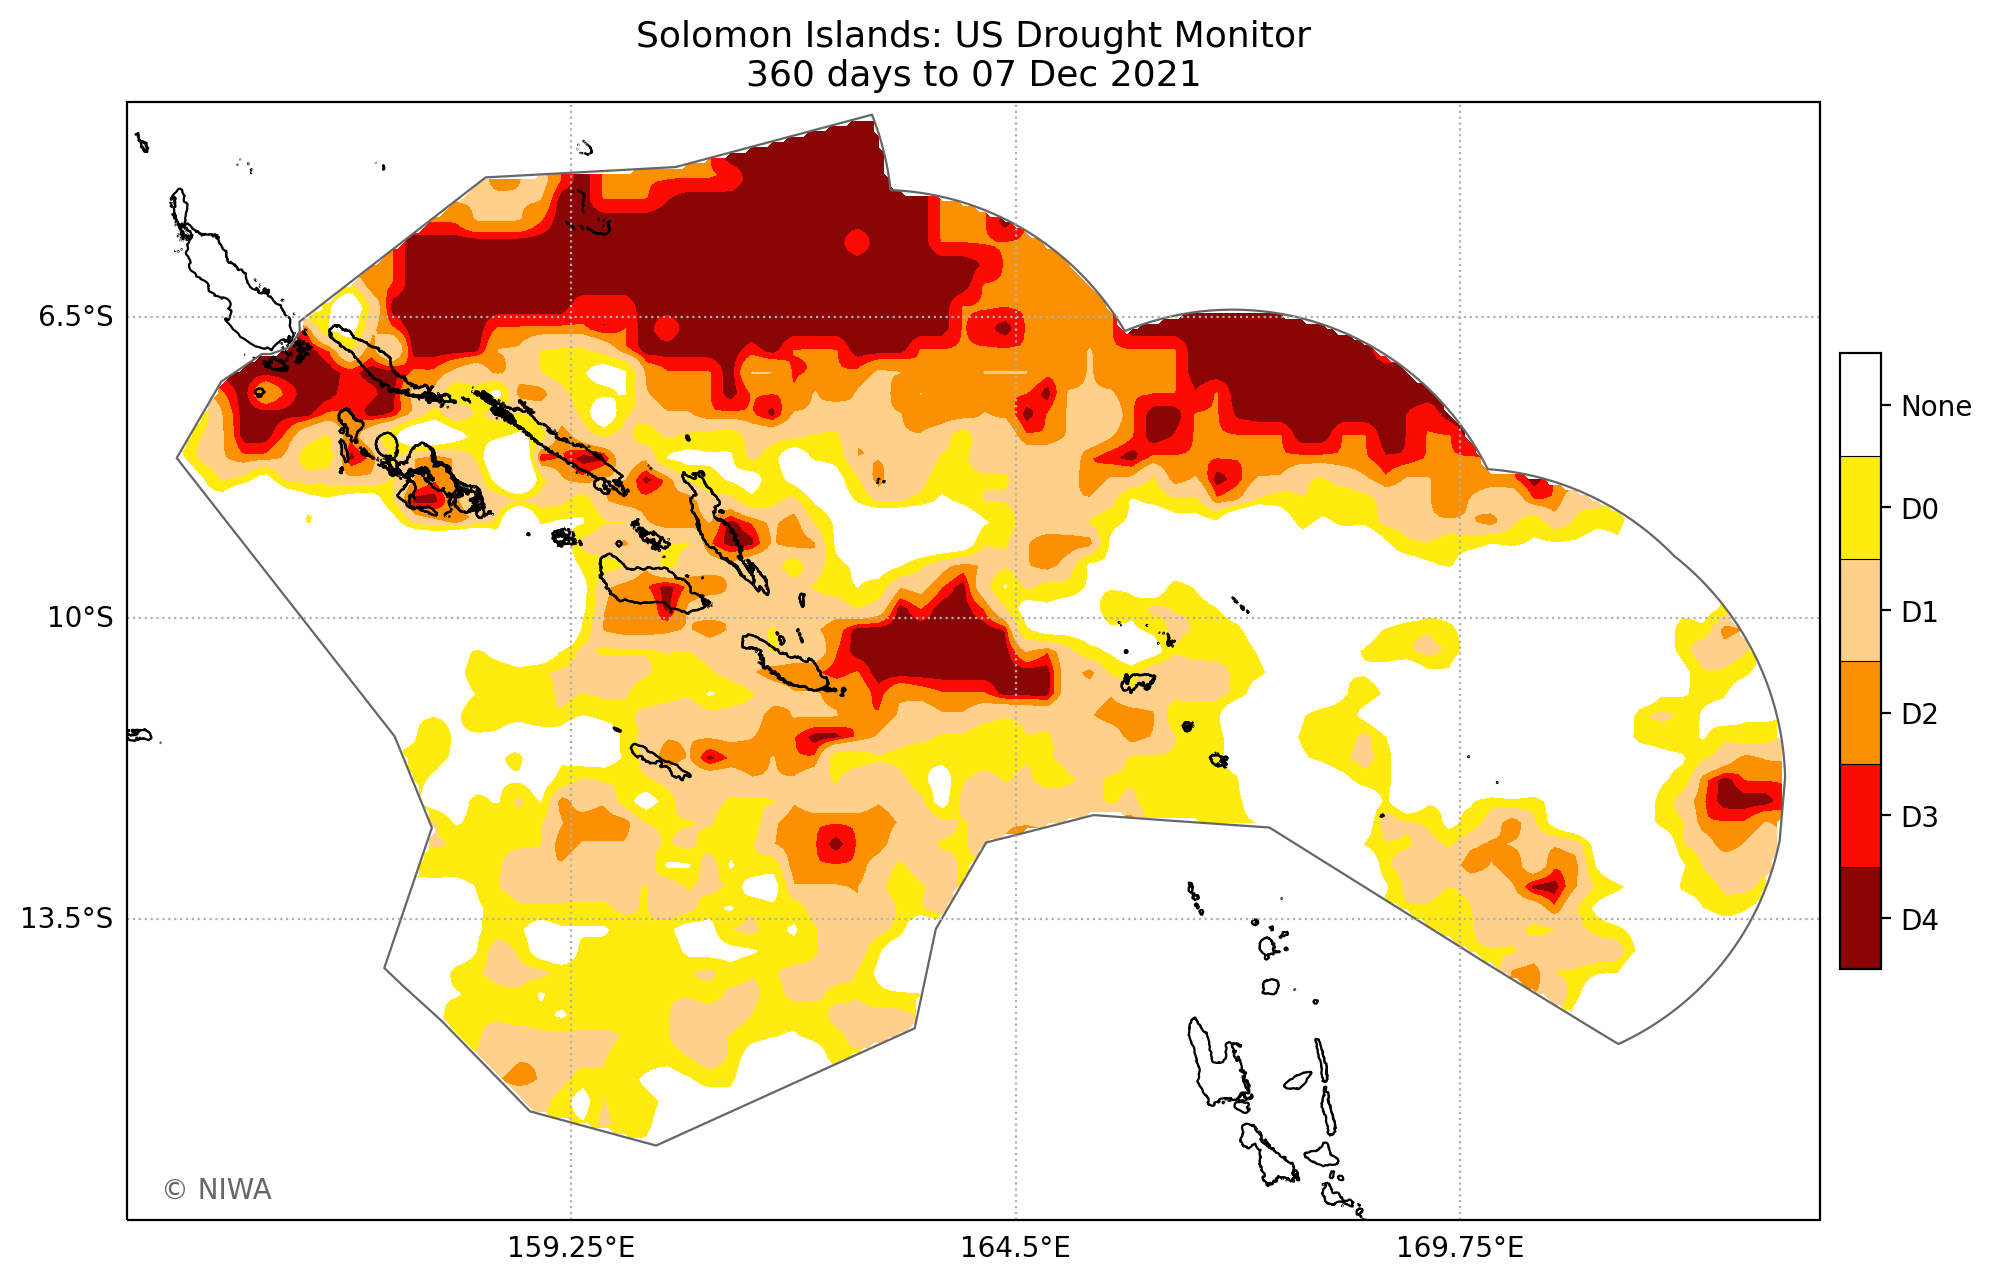 Solomon Islands: US Drought Monitor
360 days to 07 Dec 2021
6.5°S
10°S
13.5°S
159.25°E
164.5°E
169.75°E
None
D0
D1
D2
D3
D4
© NIWA